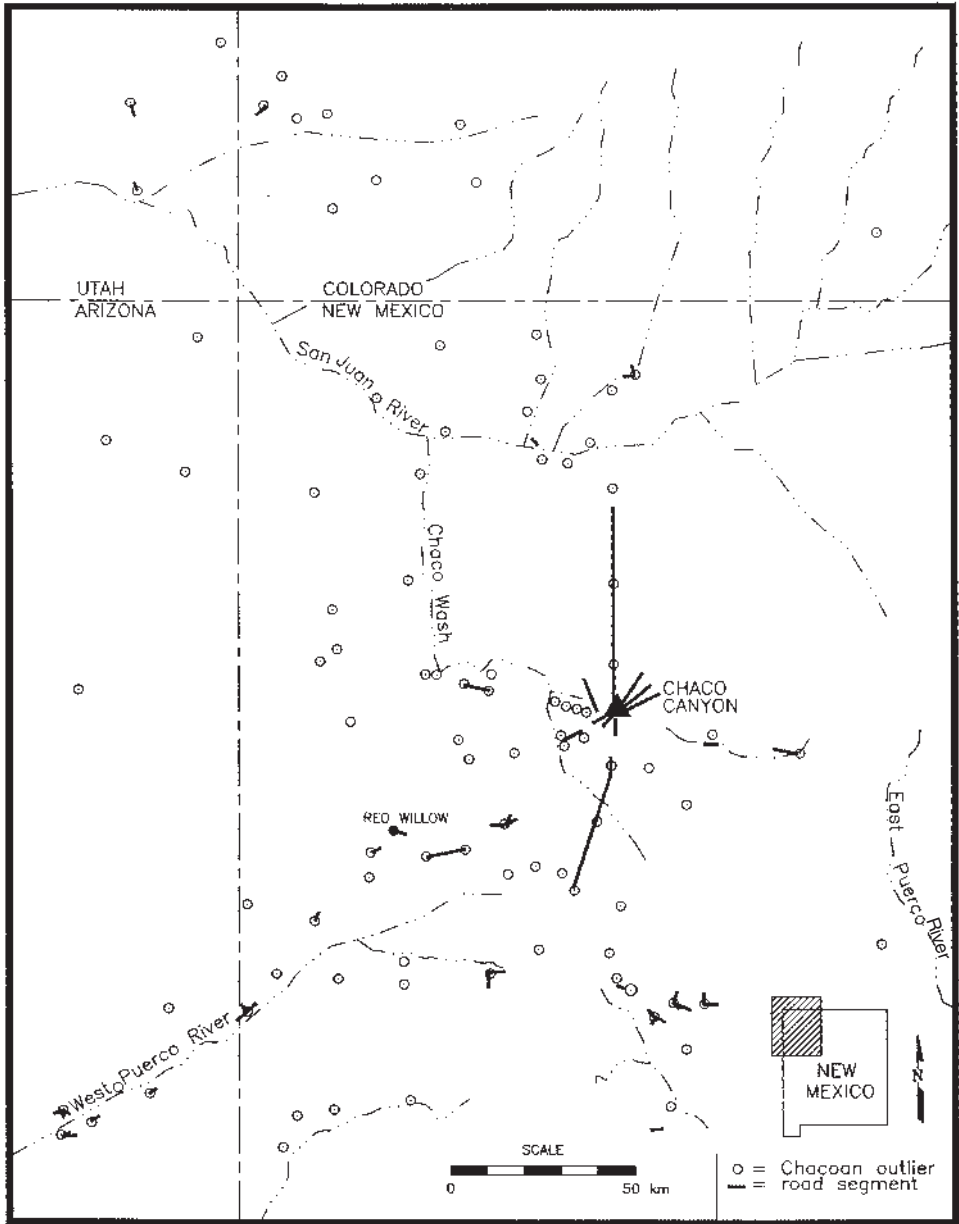 UTAH
ARIZONA
COLORADO
NEW MEXICO
San Juan River
Chaco Wash
CHACO
CANYON
RED WILLOW
East Puerco River
West Puerco River
NEW
MEXICO
N
SCALE
0 50 km
o = Chacoan outlier
= road segment